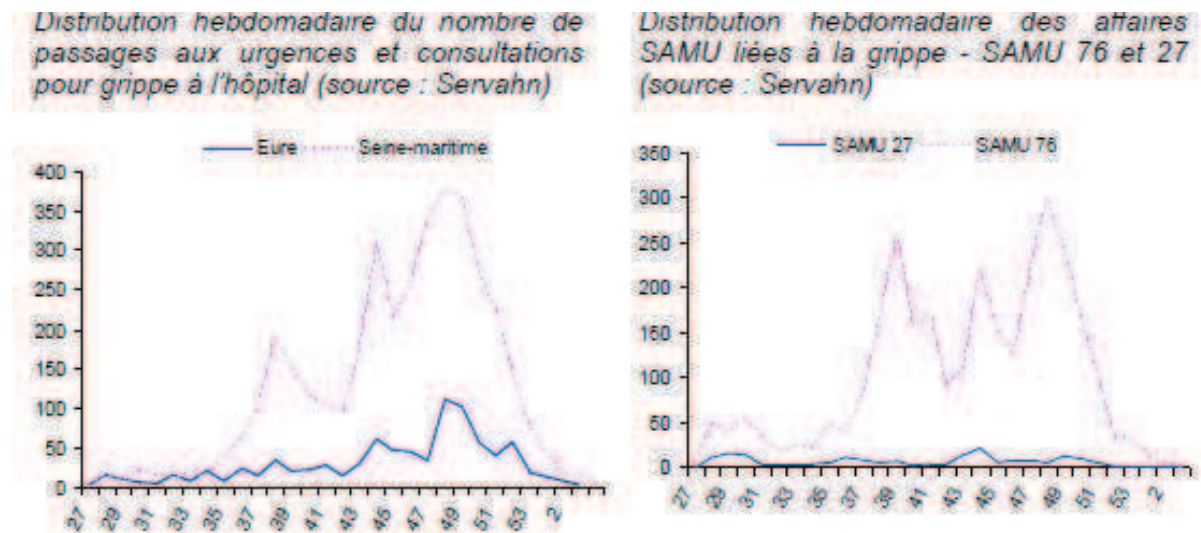 Distribution hebdomadaire du nombre de
passages aux urgences et consultations
pour grippe à l'hôpital (source : Servahn)
Eure Seine-maritime
400
350
300
250
200
150
100
50
0
27 29 31 33 35 37 39 41 43 45 47 49 51 53 2
Distribution hebdomadaire des affaires
SAMU liées à la grippe - SAMU 76 et 27
(source : Servahn)
SAMU 27 SAMU 76
350
300
250
200
150
100
50
0
27 29 31 33 35 37 39 41 43 45 47 49 51 53 2